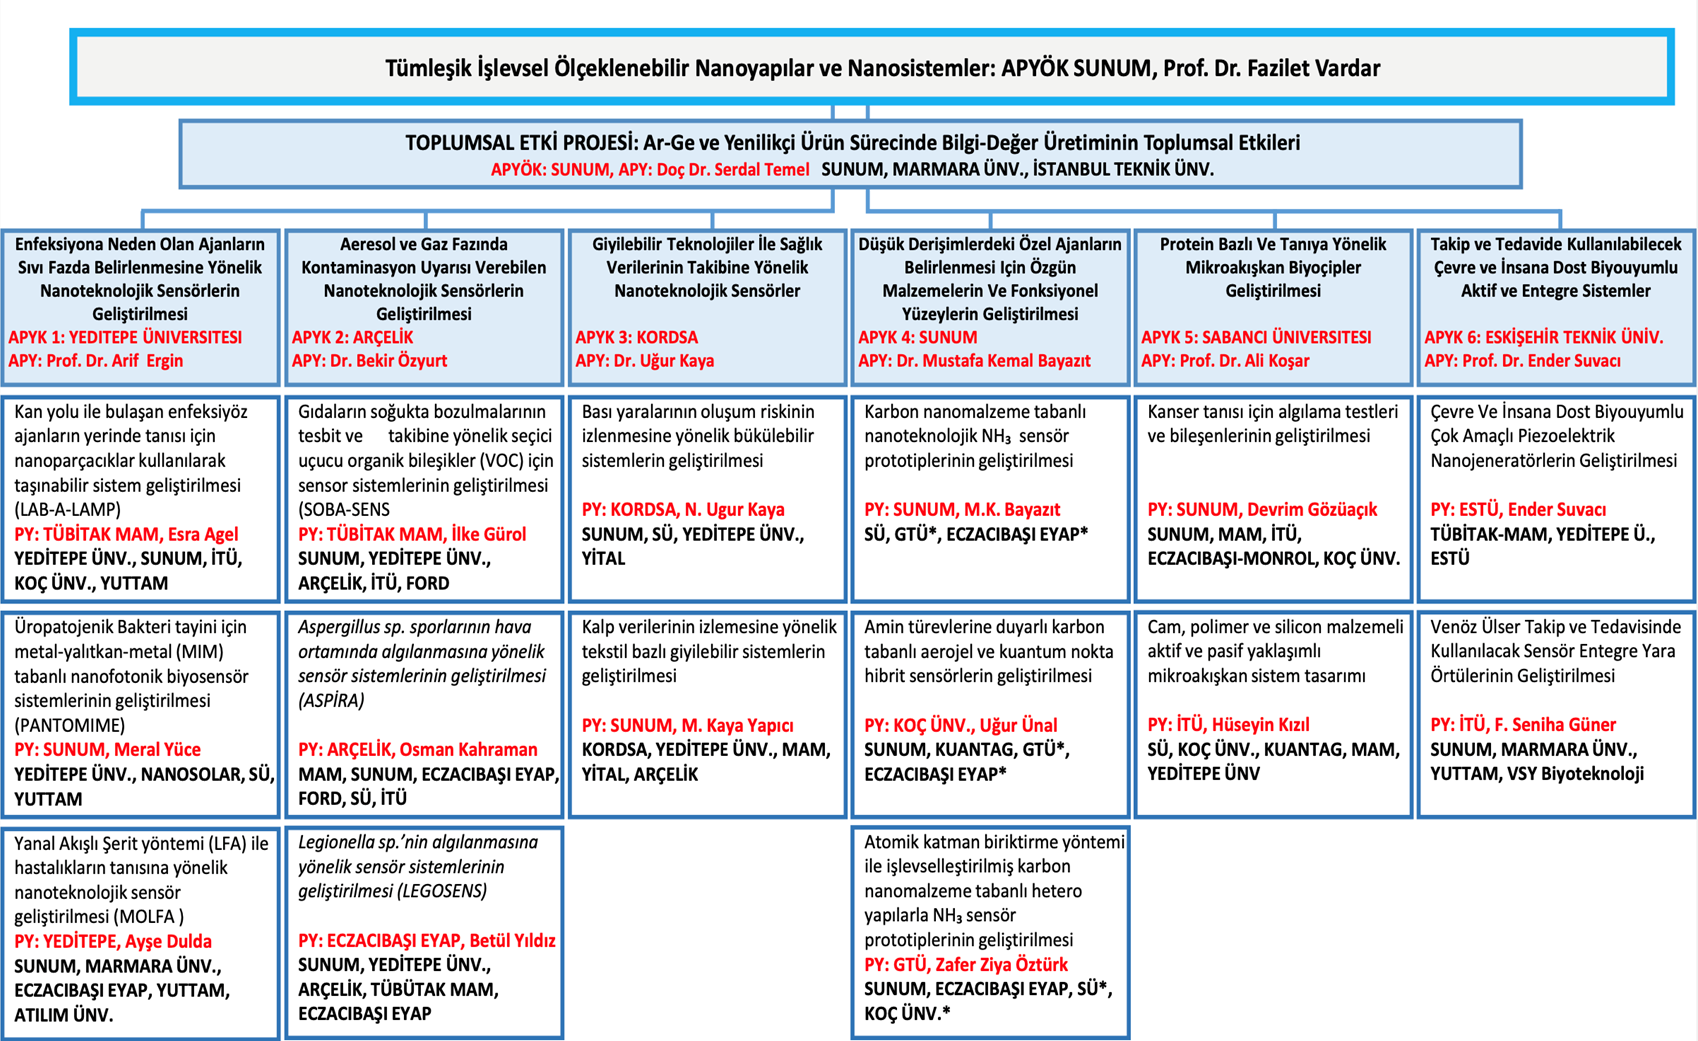 Tümleşik İşlevsel Ölçeklenebilir Nanoyapılar ve Nanosistemler: APYÖK SUNUM, Prof. Dr. Fazilet Vardar
TOPLUMSAL ETKİ PROJESİ: Ar-Ge ve Yenilikçi Ürün Sürecinde Bilgi-Değer Üretiminin Toplumsal Etkileri
APYÖK: SUNUM, APY: Doç Dr. Serdal Temel SUNUM, MARMARA ÜNV., İSTANBUL TEKNİK ÜNV.
Enfeksiyona Neden Olan Ajanların
Sıvı Fazda Belirlenmesine Yönelik
Nanoteknolojik Sensörlerin
Geliştirilmesi
APYK 1: YEDITEPE ÜNIVERSITESI
APY: Prof. Dr. Arif Ergin
Kan yolu ile bulaşan enfeksiyöz
ajanların yerinde tanısı için
nanoparçacıklar kullanılarak
taşınabilir sistem geliştirilmesi
(LAB-A-LAMP)
PY: TÜBİTAK MAM, Esra Agel
YEDİTEPE ÜNV., SUNUM, İTÜ,
KOÇ ÜNV., YUTTAM
Üropatojenik Bakteri tayini için
metal-yalıtkan-metal (MIM)
tabanlı nanofotonik biyosensör
sistemlerinin geliştirilmesi
(PANTOMIME)
PY: SUNUM, Meral Yüce
YEDİTEPE ÜNV., NANOSOLAR, SÜ,
YUTTAM
Yanal Akışlı Şerit yöntemi (LFA) ile
hastalıkların tanısına yönelik
nanoteknolojik sensör
geliştirilmesi (MOLFA )
PY: YEDİTEPE, Ayşe Dulda
SUNUM, MARMARA ÜNV.,
ECZACIBAŞI EYAP, YUTTAM,
ATILIM ÜNV.
Aeresol ve Gaz Fazında
Kontaminasyon Uyarısı Verebilen
Nanoteknolojik Sensörlerin
Geliştirilmesi
APYK 2: ARÇELİK
APY: Dr. Bekir Özyurt
Gıdaların soğukta bozulmalarının
tesbit ve takibine yönelik seçici
uçucu organik bileşikler (VOC) için
sensor sistemlerinin geliştirilmesi
(SOBA-SENS
PY: TÜBİTAK MAM, İlke Gürol
SUNUM, YEDİTEPE ÜNV.,
ARÇELİK, İTÜ, FORD
Aspergillus sp. sporlarının hava
ortamında algılanmasına yönelik
sensör sistemlerinin geliştirilmesi
(ASPİRA)
PY: ARÇELİK, Osman Kahraman
MAM, SUNUM, ECZACIBAŞI EYAP,
FORD, SÜ, İTÜ
Legionella sp.'nin algılanmasına
yönelik sensör sistemlerinin
geliştirilmesi (LEGOSENS)
PY: ECZACIBAŞI EYAP, Betül Yıldız
SUNUM, YEDİTEPE ÜNV.,
ARÇELİK, TÜBÜTAK MAM,
ECZACIBAŞI EYAP
Giyilebilir Teknolojiler İle Sağlık
Verilerinin Takibine Yönelik
Nanoteknolojik Sensörler
APYK 3: KORDSA
APY: Dr. Uğur Kaya
Bası yaralarının oluşum riskinin
izlenmesine yönelik bükülebilir
sistemlerin geliştirilmesi
PY: KORDSA, N. Ugur Kaya
SUNUM, SÜ, YEDİTEPE ÜNV.,
YİTAL
Kalp verilerinin izlemesine yönelik
tekstil bazlı giyilebilir sistemlerin
geliştirilmesi
PY: SUNUM, M. Kaya Yapıcı
KORDSA, YEDİTEPE ÜNV., MAM,
YİTAL, ARÇELİK
Düşük Derişimlerdeki Özel Ajanların
Belirlenmesi Için Özgün
Malzemelerin Ve Fonksiyonel
Yüzeylerin Geliştirilmesi
APYK 4: SUNUM
APY: Dr. Mustafa Kemal Bayazıt
Karbon nanomalzeme tabanlı
nanoteknolojik NH₃ sensör
prototiplerinin geliştirilmesi
PY: SUNUM, M.K. Bayazıt
SÜ, GTÜ*, ECZACIBAŞI EYAP*
Amin türevlerine duyarlı karbon
tabanlı aerojel ve kuantum nokta
hibrit sensörlerin geliştirilmesi
PY: KOÇ ÜNV., Uğur Ünal
SUNUM, KUANTAG, GTÜ*,
ECZACIBAŞI EYAP*
Atomik katman biriktirme yöntemi
ile işlevselleştirilmiş karbon
nanomalzeme tabanlı hetero
yapılarla NH₃ sensör
prototiplerinin geliştirilmesi
PY: GTÜ, Zafer Ziya Öztürk
SUNUM, ECZACIBAŞI EYAP, SÜ*,
KOÇ ÜNV.*
Protein Bazlı Ve Tanıya Yönelik
Mikroakışkan Biyoçipler
Geliştirilmesi
APYK 5: SABANCI ÜNIVERSITESI
APY: Prof. Dr. Ali Koşar
Kanser tanısı için algılama testleri
ve bileşenlerinin geliştirilmesi
PY: SUNUM, Devrim Gözüaçık
SUNUM, MAM, İTÜ,
ECZACIBAŞI-MONROL, KOÇ ÜNV.
Cam, polimer ve silicon malzemeli
aktif ve pasif yaklaşımlı
mikroakışkan sistem tasarımı
PY: İTÜ, Hüseyin Kızıl
SÜ, KOÇ ÜNV., KUANTAG, MAM,
YEDİTEPE ÜNV
Takip ve Tedavide Kullanılabilecek
Çevre ve İnsana Dost Biyouyumlu
Aktif ve Entegre Sistemler
APYK 6: ESKİŞEHİR TEKNİK ÜNİV.
APY: Prof. Dr. Ender Suvacı
Çevre Ve İnsana Dost Biyouyumlu
Çok Amaçlı Piezoelektrik
Nanojeneratörlerin Geliştirilmesi
PY: ESTÜ, Ender Suvacı
TÜBİTAK-MAM, YEDİTEPE Ü.,
ESTÜ
Venöz Ülser Takip ve Tedavisinde
Kullanılacak Sensör Entegre Yara
Örtülerinin Geliştirilmesi
PY: İTÜ, F. Seniha Güner
SUNUM, MARMARA ÜNV.,
YUTTAM, VSY Biyoteknoloji